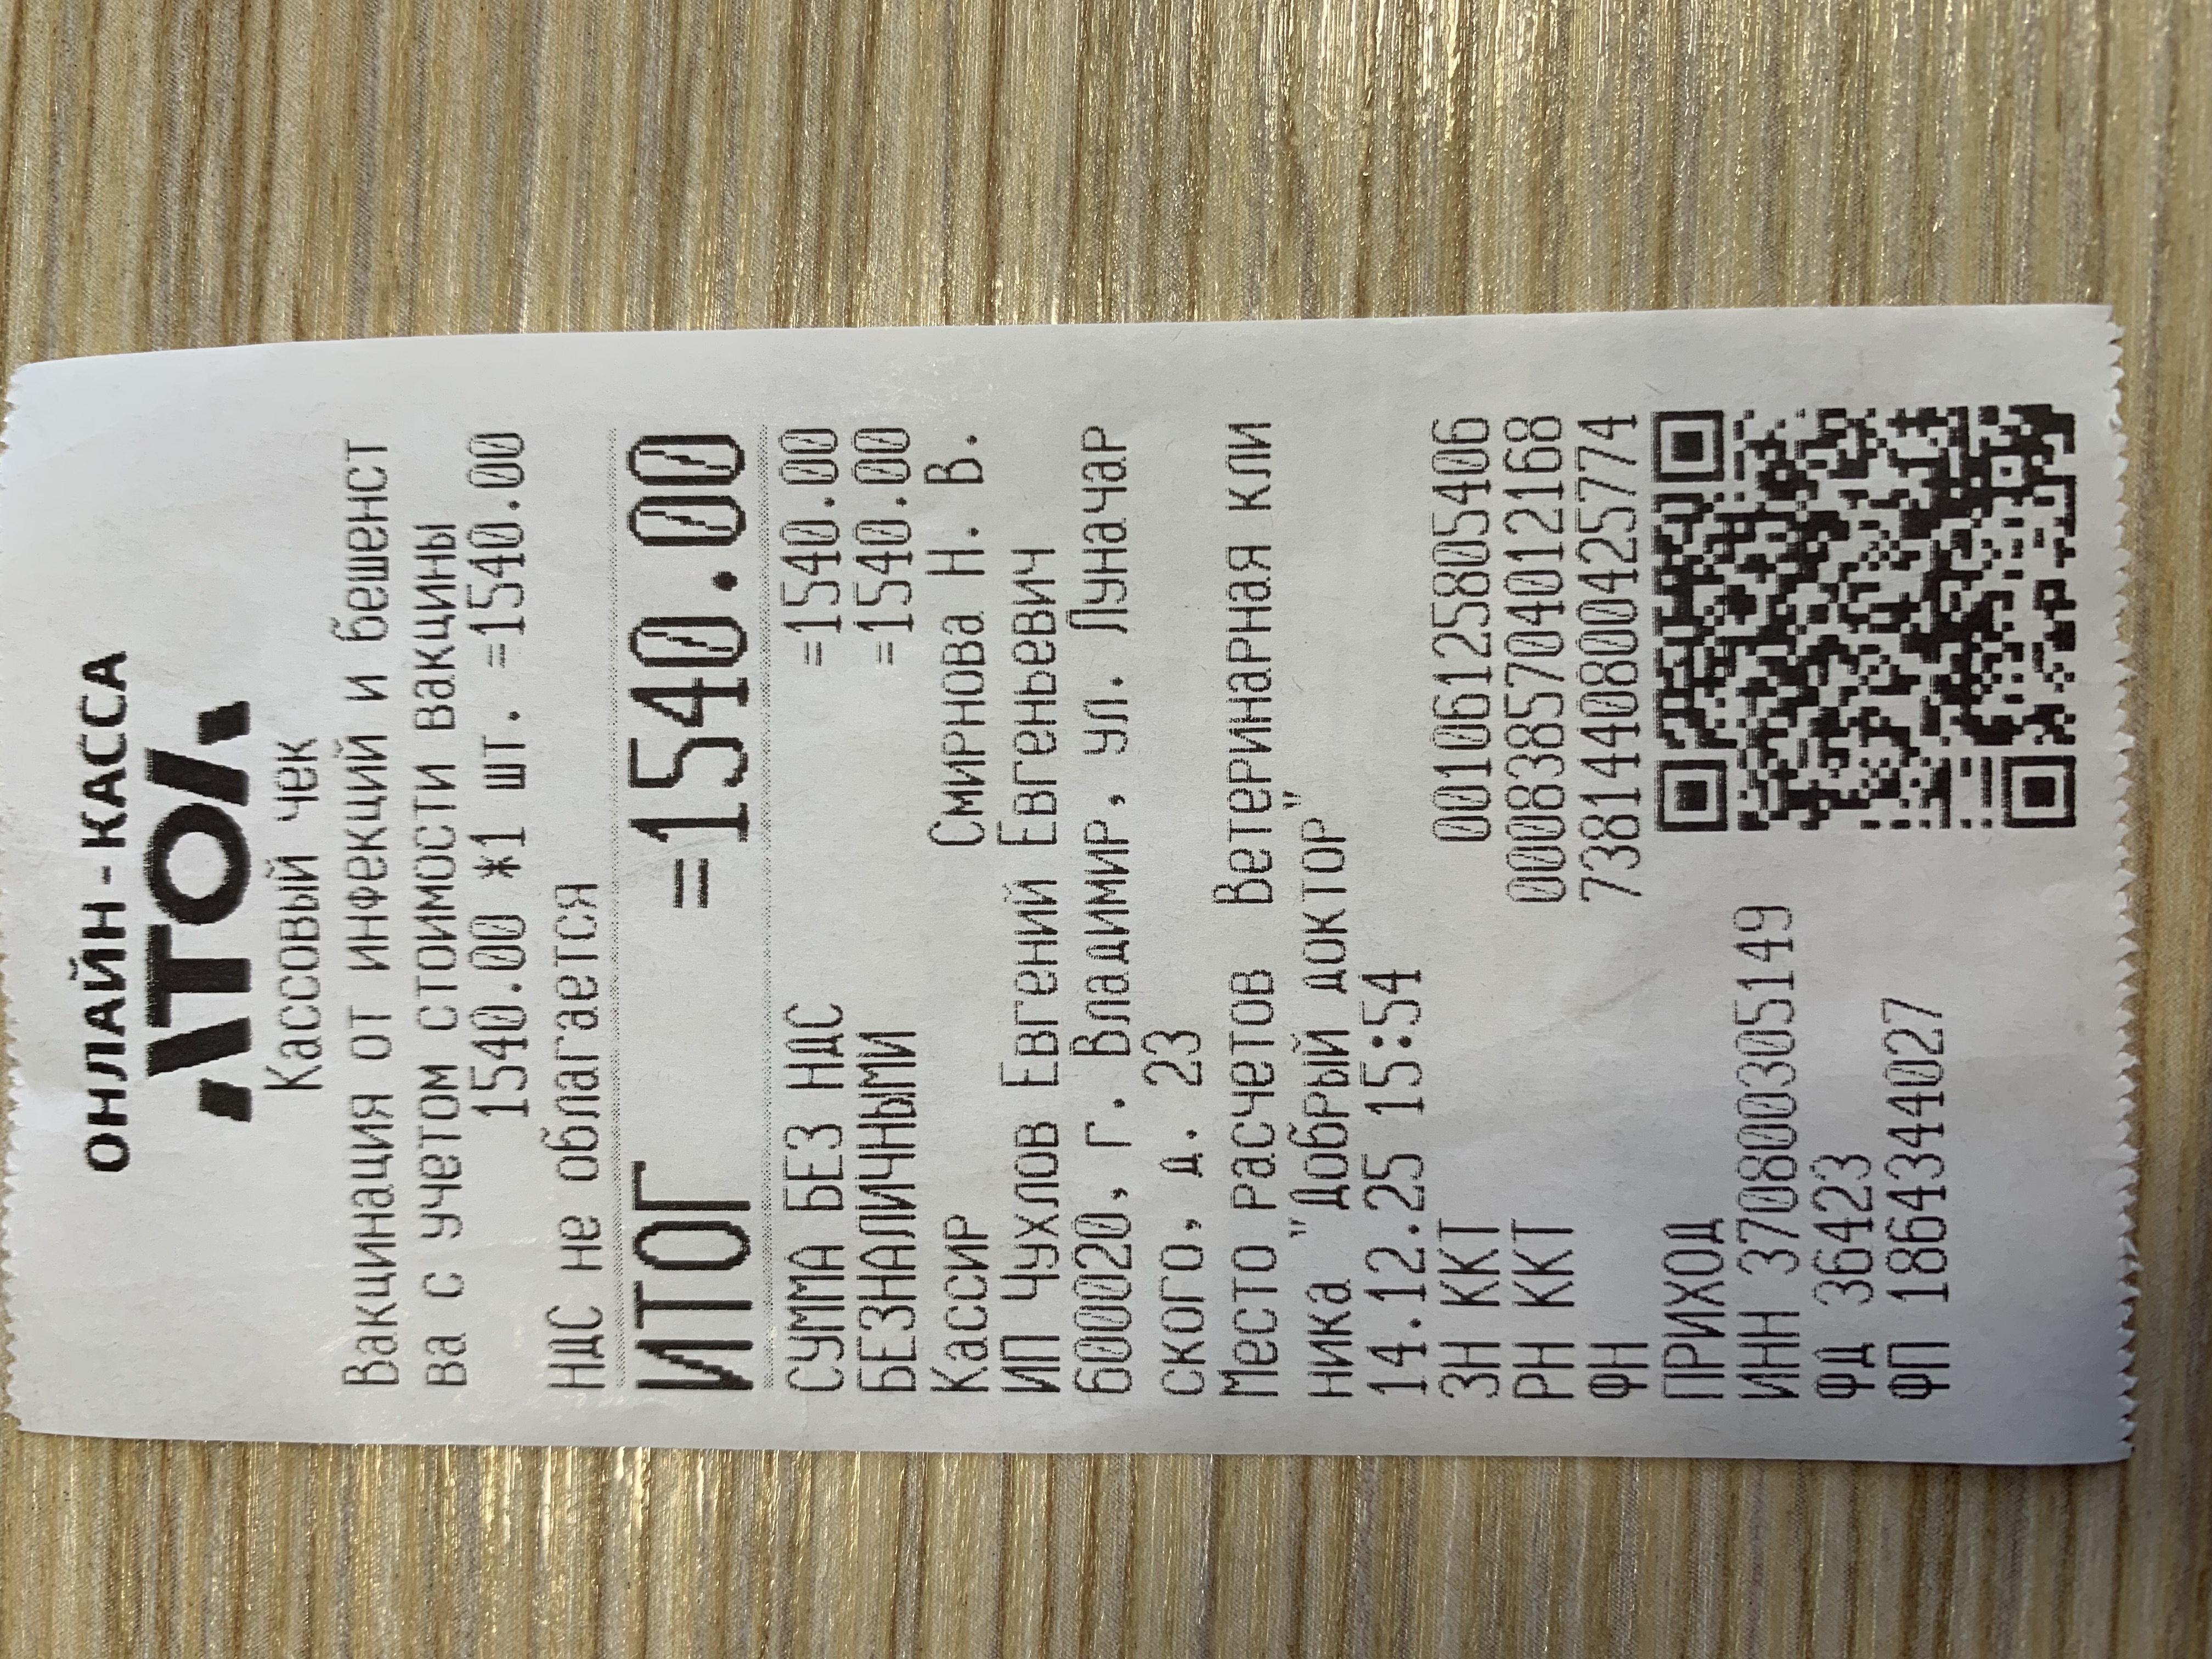 ОНЛАЙН-КАССА
АТОЛ
Кассовый чек
Вакцинация от инфекций и бешенст
ва с учетом стоимости вакцины
1540.00 *1 шт. =1540.00
НДС не облагается
ИТОГ =1540.00
СУММА БЕЗ НДС =1540.00
БЕЗНАЛИЧНЫМИ =1540.00
Кассир Смирнова Н. В.
ИП Чухлов Евгений Евгеньевич
600020, г. Владимир, ул. Луначар
ского, д. 23
Место расчетов Ветеринарная кли
ника "Добрый доктор"
14.12.25 15:54
ЗН ККТ 00106125805406
РН ККТ 0008385704012168
ФН 7381440800425774
ПРИХОД
ИНН 370800305149
ФД 36423
ФП 1864344027